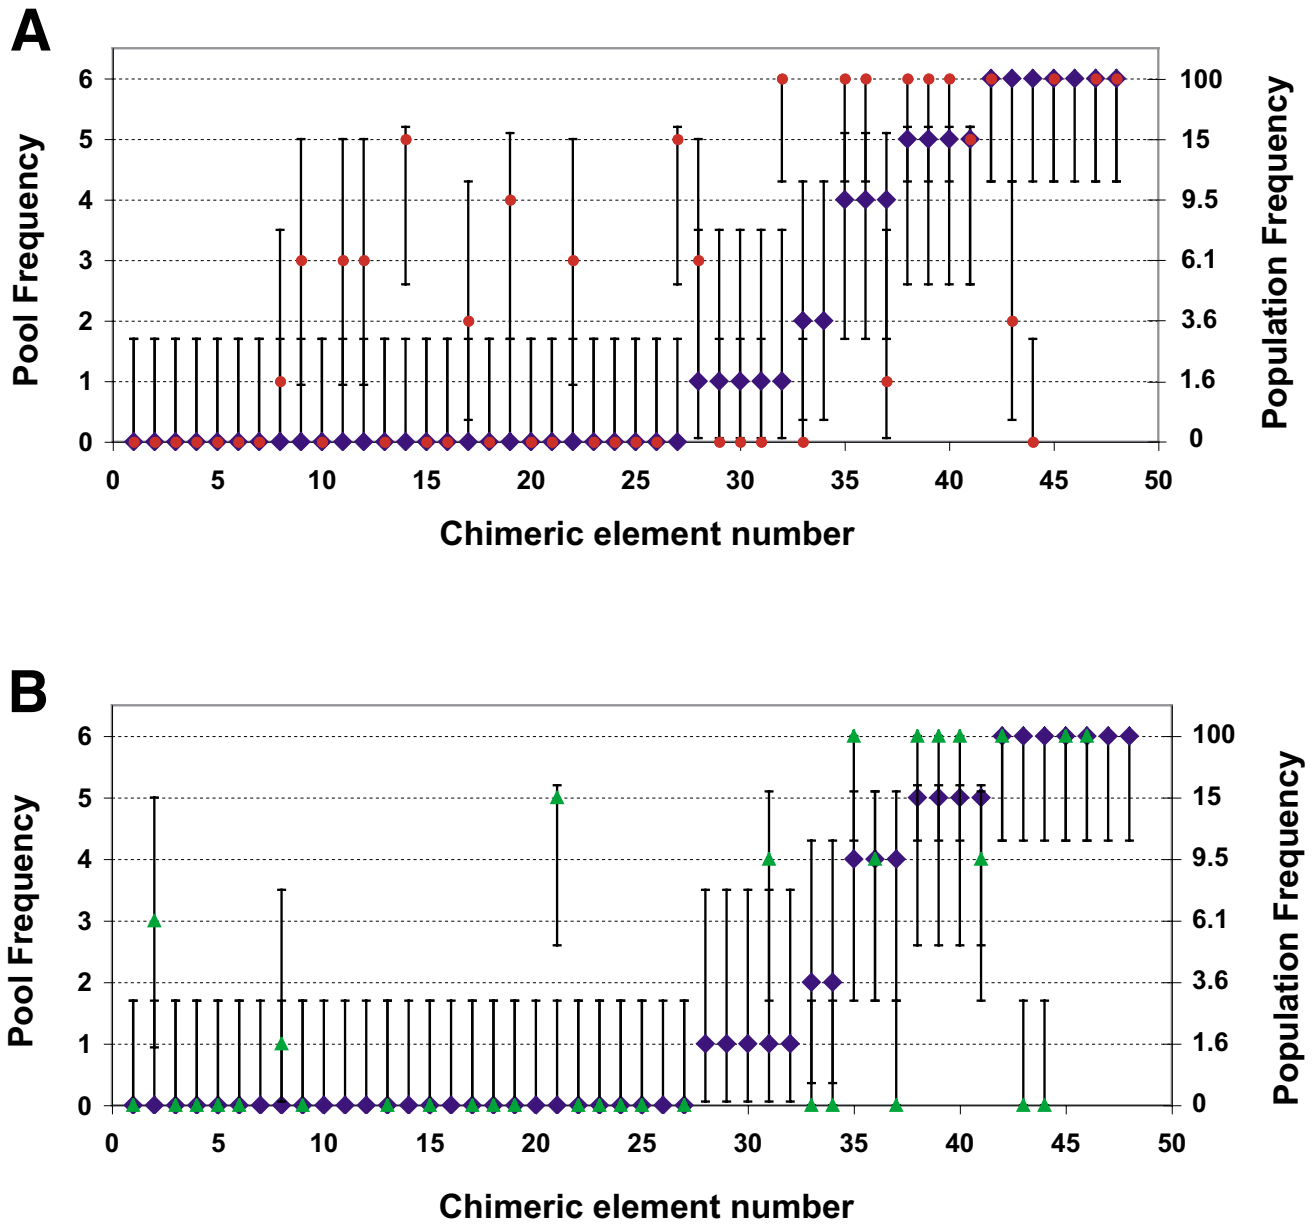 A
Pool Frequency
Population Frequency
6 100
5 15
4 9.5
3 6.1
2 3.6
1 1.6
0 0
0 5 10 15 20 25 30 35 40 45 50
Chimeric element number
B
Pool Frequency
Population Frequency
6 100
5 15
4 9.5
3 6.1
2 3.6
1 1.6
0 0
0 5 10 15 20 25 30 35 40 45 50
Chimeric element number